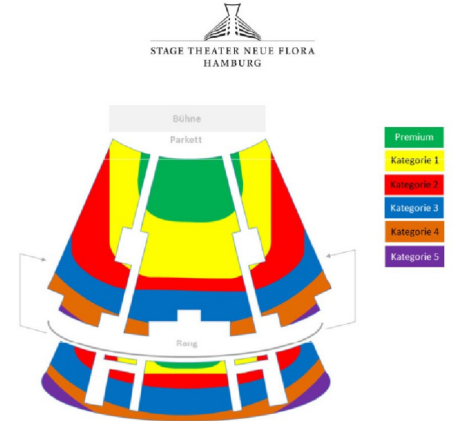 STAGE THEATER NEUE FLORA
HAMBURG
Bühne
Parkett
Premium
Kategorie 1
Kategorie 2
Kategorie 3
Kategorie 4
Kategorie 5
Rang